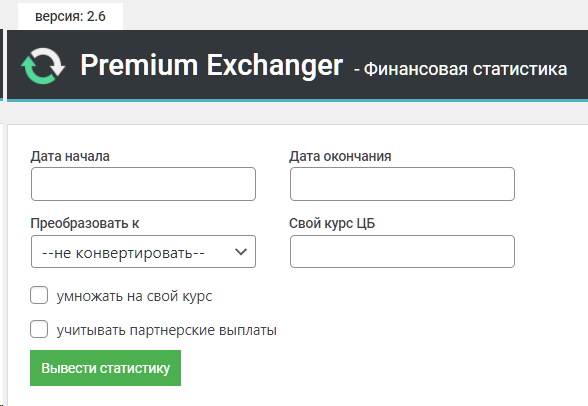 версия: 2.6
Premium Exchanger - Финансовая статистика
Дата начала Дата окончания
Преобразовать к Свой курс ЦБ
--не конвертировать--
умножать на свой курс
учитывать партнерские выплаты
Вывести статистику